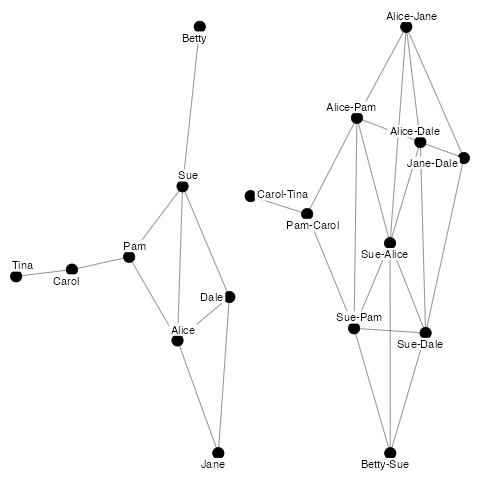 Betty
Sue
Pam
Tina
Carol
Dale
Alice
Jane
Alice-Jane
Alice-Pam
Alice-Dale
Jane-Dale
Carol-Tina
Pam-Carol
Sue-Alice
Sue-Pam
Sue-Dale
Betty-Sue